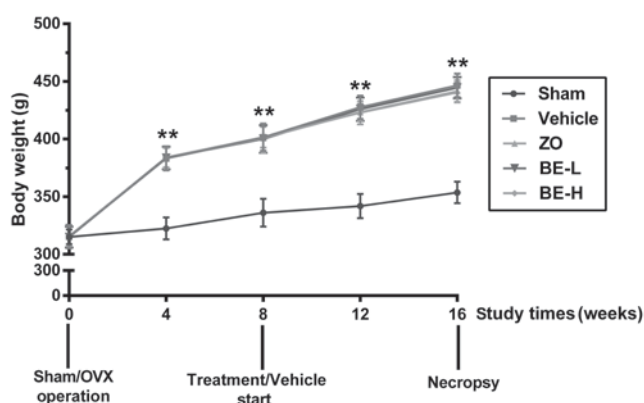 500
450
400
350
300
300
0
Body weight (g)
**
**
**
**
Sham
Vehicle
ZO
BE-L
BE-H
0 4 8 12 16 Study times (weeks)
Sham/OVX
operation
Treatment/Vehicle
start
Necropsy